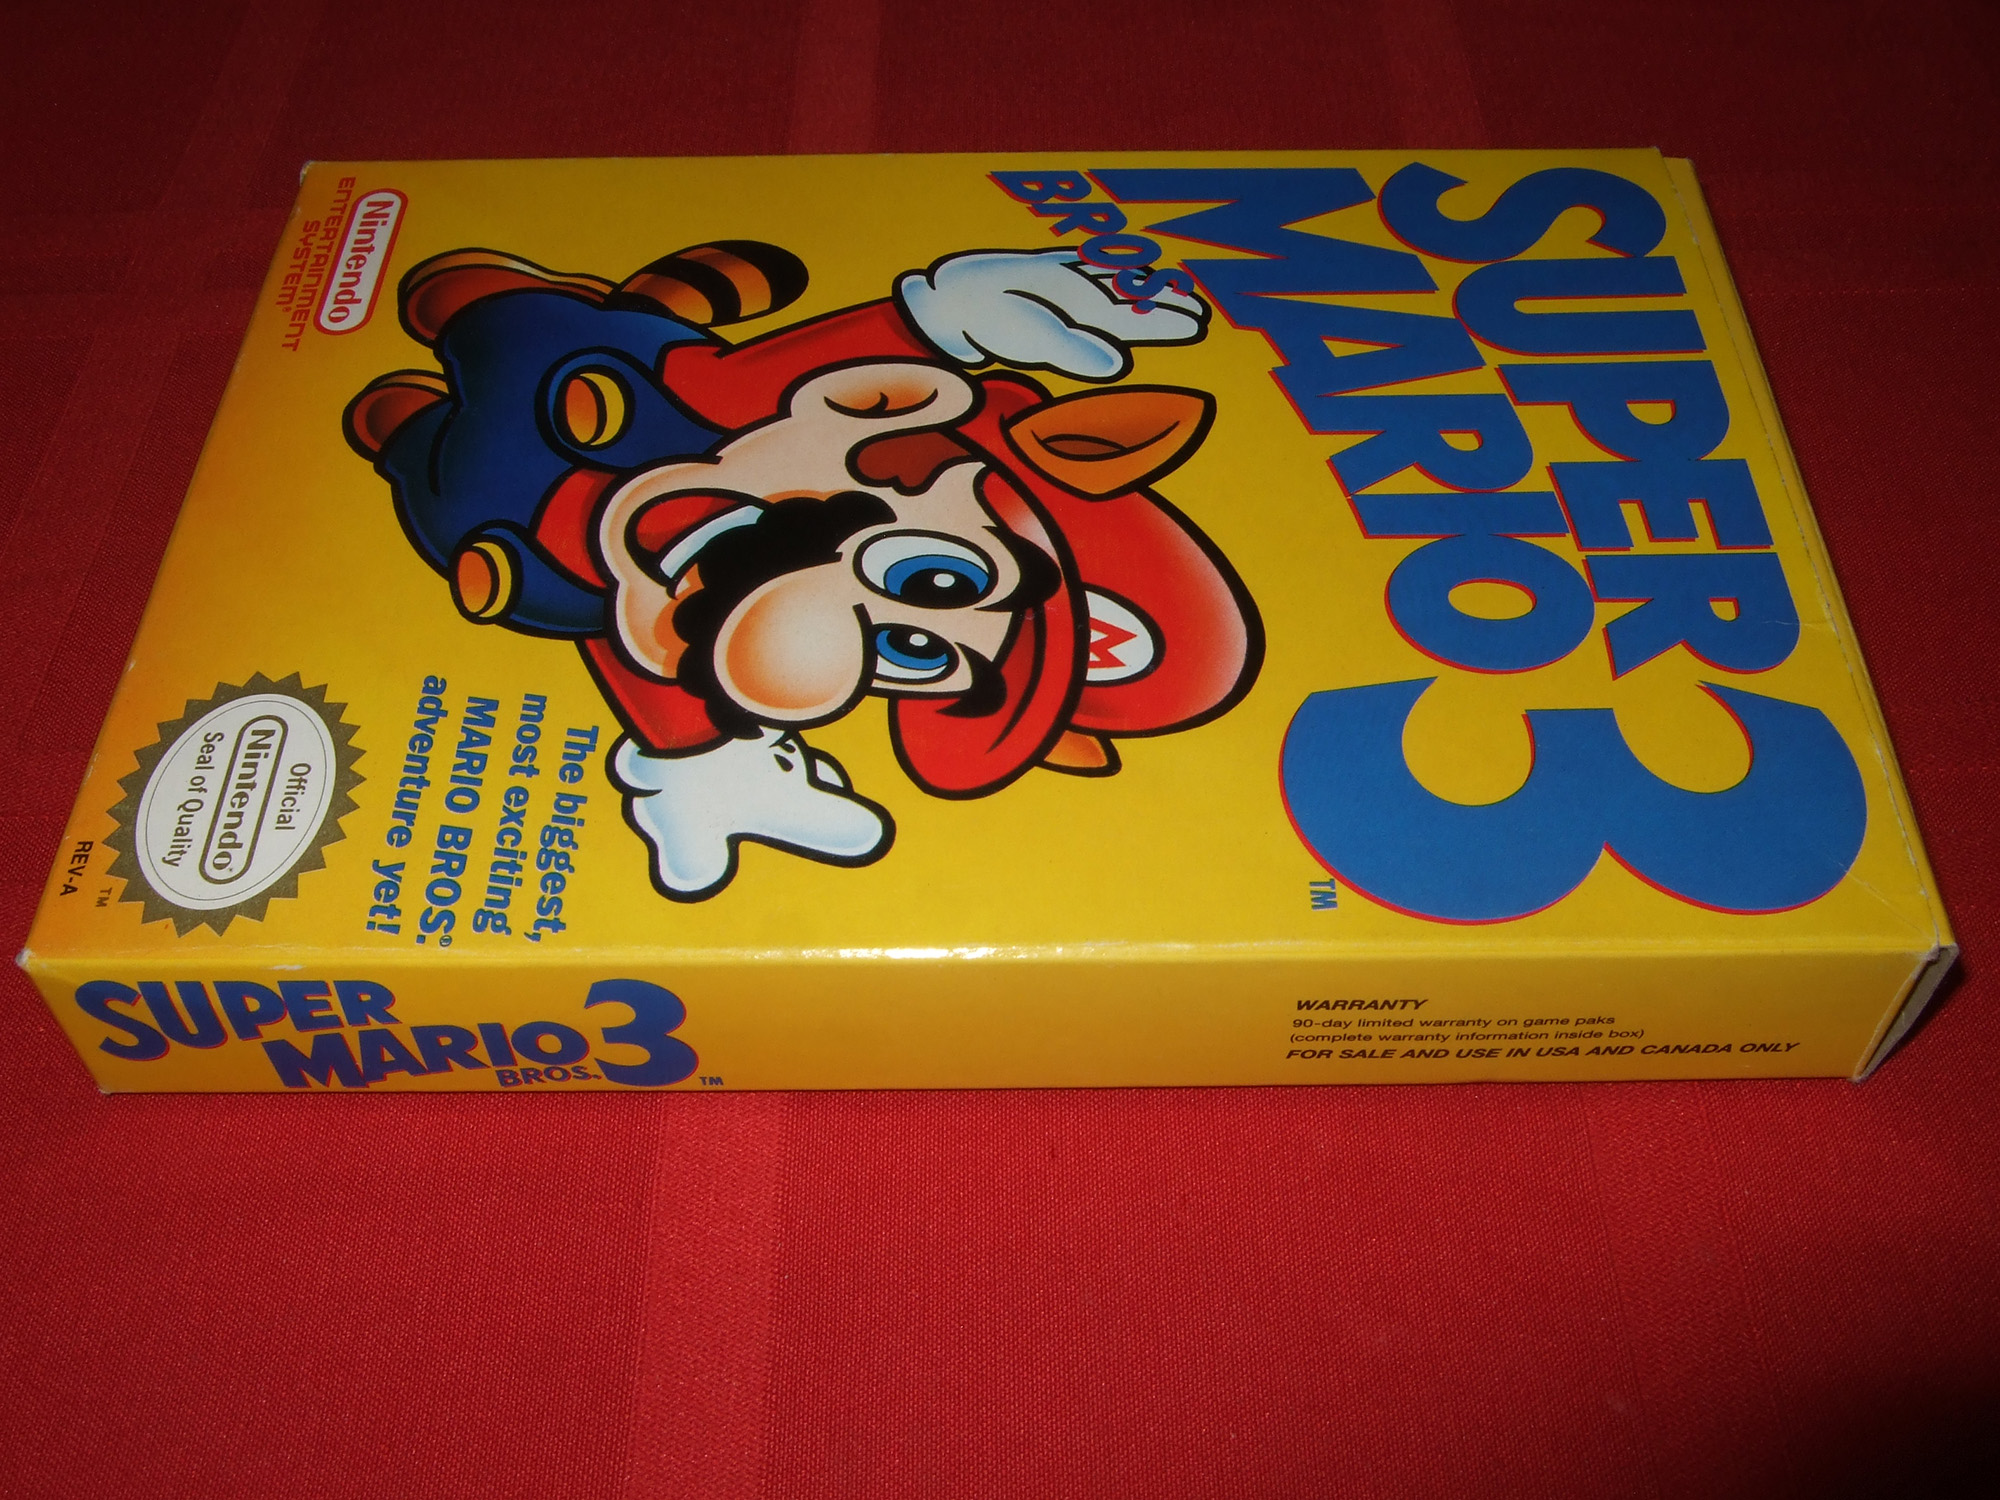 SUPER
MARIO 3
BROS.
TM
The biggest,
most exciting
MARIO BROS.®
adventure yet!
Nintendo
ENTERTAINMENT
SYSTEM®
Official
Nintendo®
Seal of Quality
TM
REV-A
M
SUPER
MARIO 3
BROS.
TM
WARRANTY
90-day limited warranty on game paks
(complete warranty information inside box)
FOR SALE AND USE IN USA AND CANADA ONLY